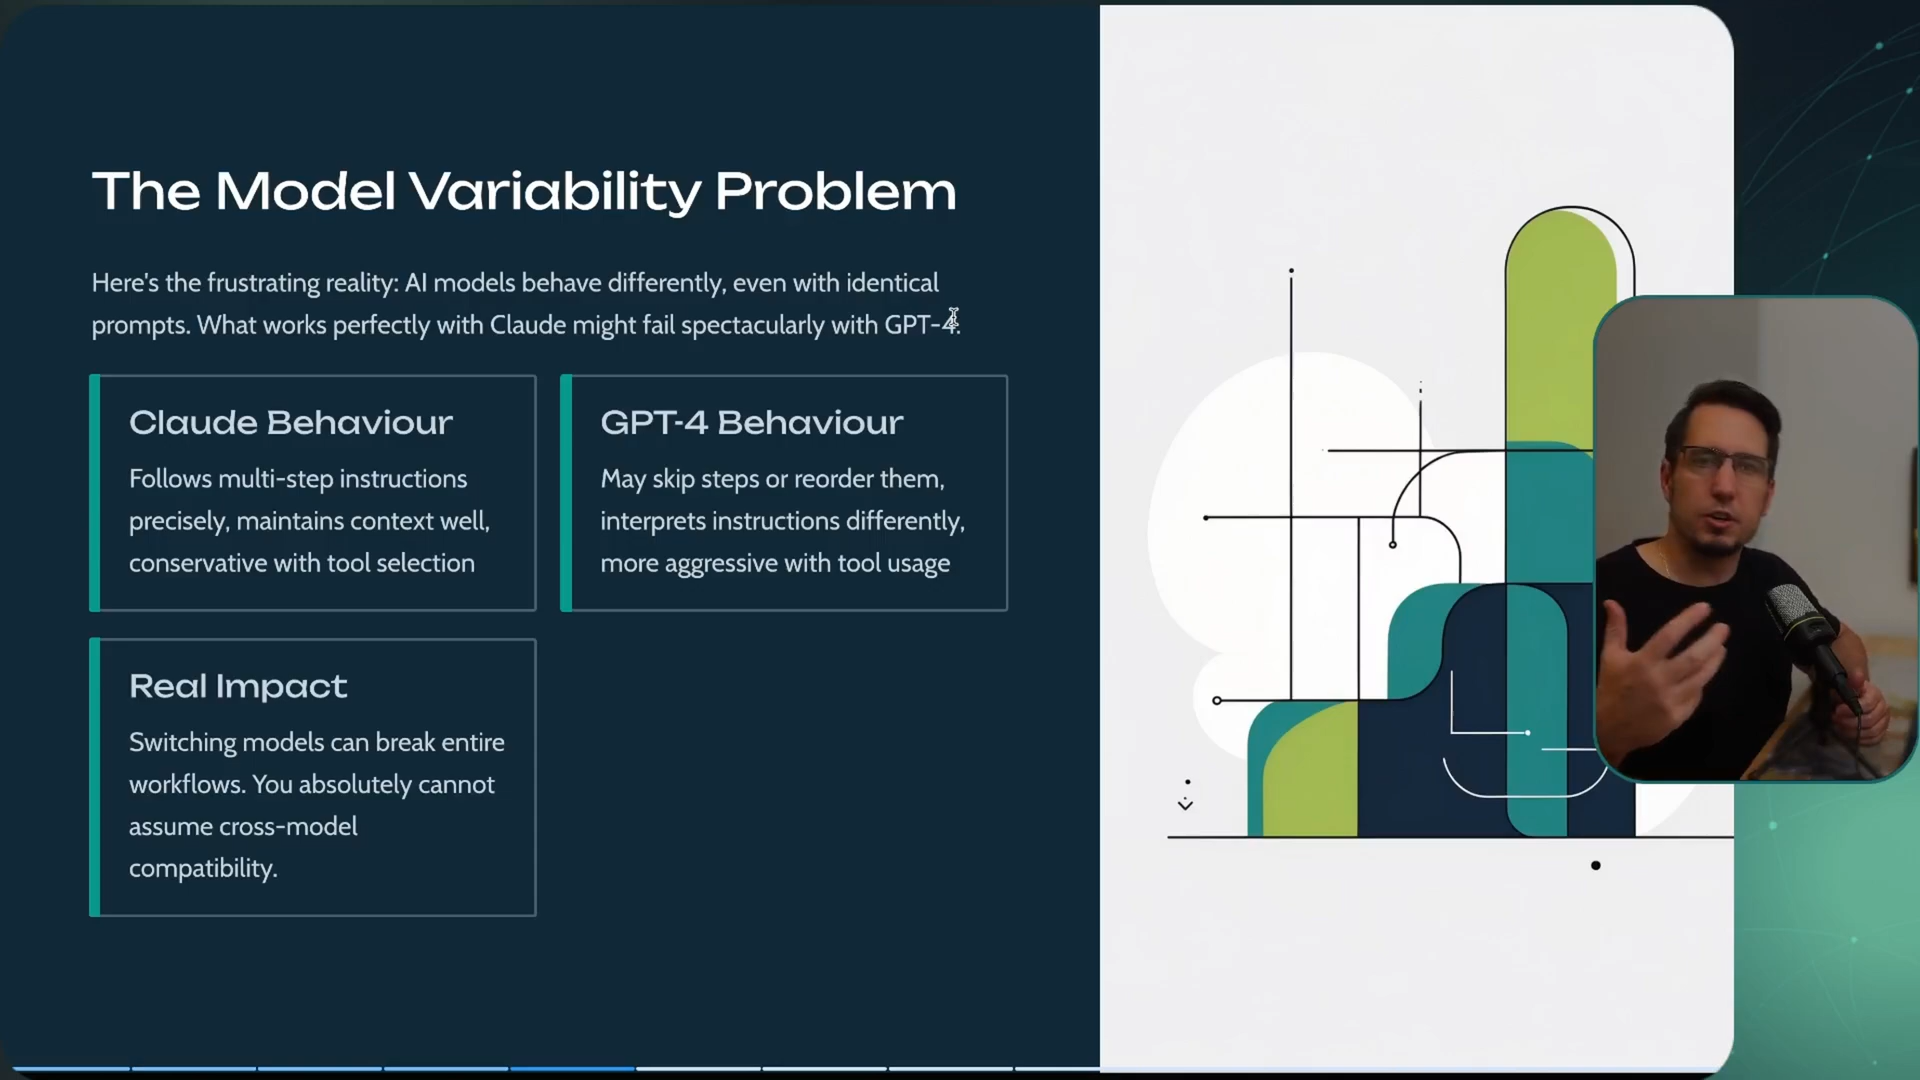 The Model Variability Problem
Here's the frustrating reality: AI models behave differently, even with identical
prompts. What works perfectly with Claude might fail spectacularly with GPT-4.
Claude Behaviour
Follows multi-step instructions
precisely, maintains context well,
conservative with tool selection
GPT-4 Behaviour
May skip steps or reorder them,
interprets instructions differently,
more aggressive with tool usage
Real Impact
Switching models can break entire
workflows. You absolutely cannot
assume cross-model
compatibility.